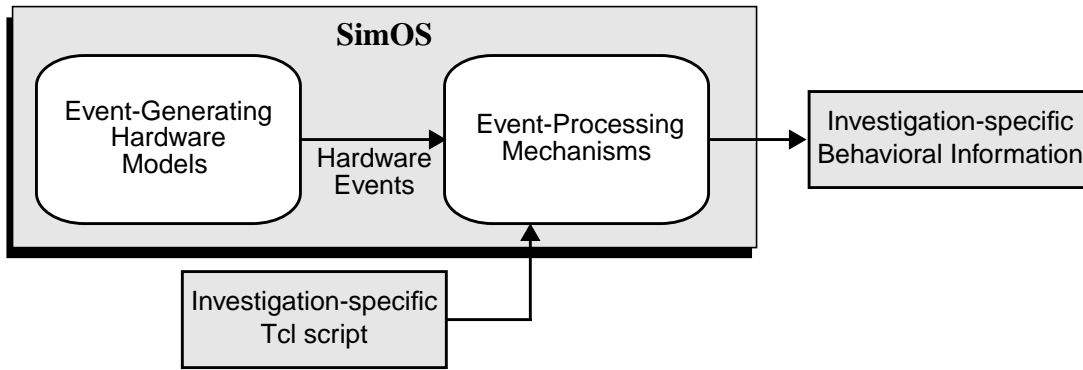 SimOS
Event-Generating
Hardware
Models
Hardware
Events
Event-Processing
Mechanisms
Investigation-specific
Behavioral Information
Investigation-specific
Tcl script